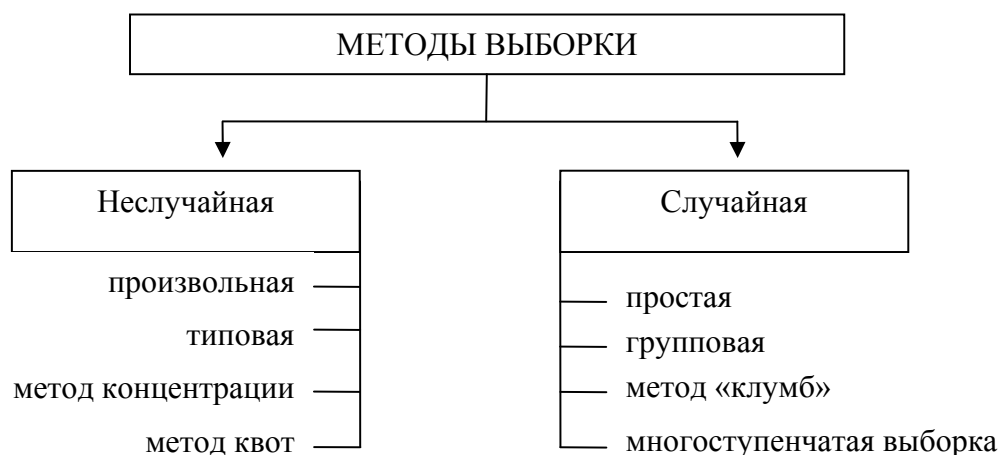 МЕТОДЫ ВЫБОРКИ
Неслучайная
Случайная
произвольная
типовая
метод концентрации
метод квот
простая
групповая
метод «клумб»
многоступенчатая выборка